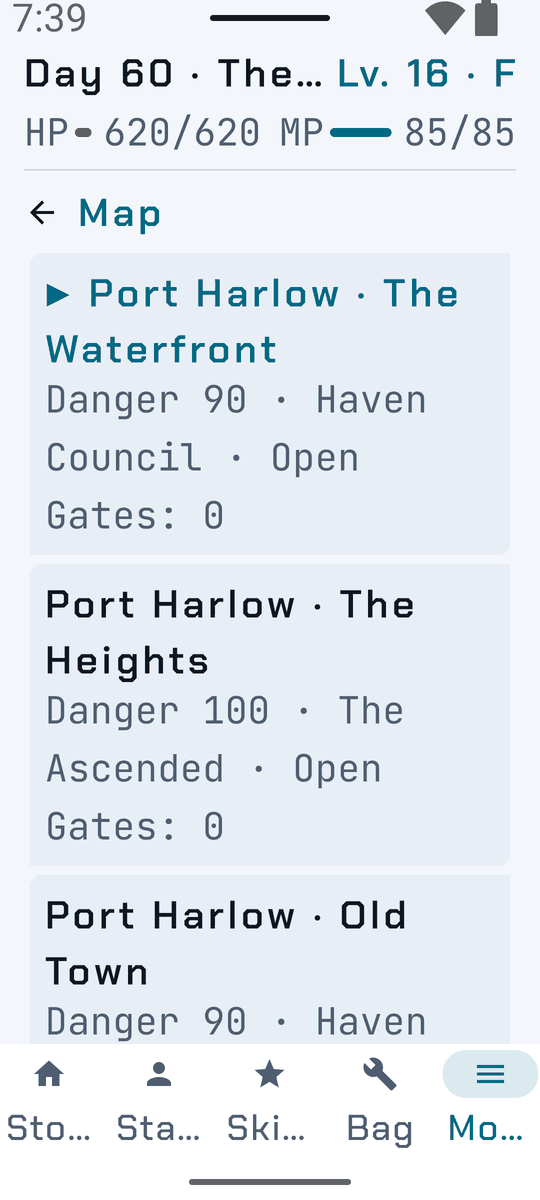 7:39
Day 60 · The… Lv. 16 · F
HP 620/620 MP 85/85
← Map
▶ Port Harlow · The
Waterfront
Danger 90 · Haven
Council · Open
Gates: 0
Port Harlow · The
Heights
Danger 100 · The
Ascended · Open
Gates: 0
Port Harlow · Old
Town
Danger 90 · Haven
Sto… Sta… Ski… Bag Mo…